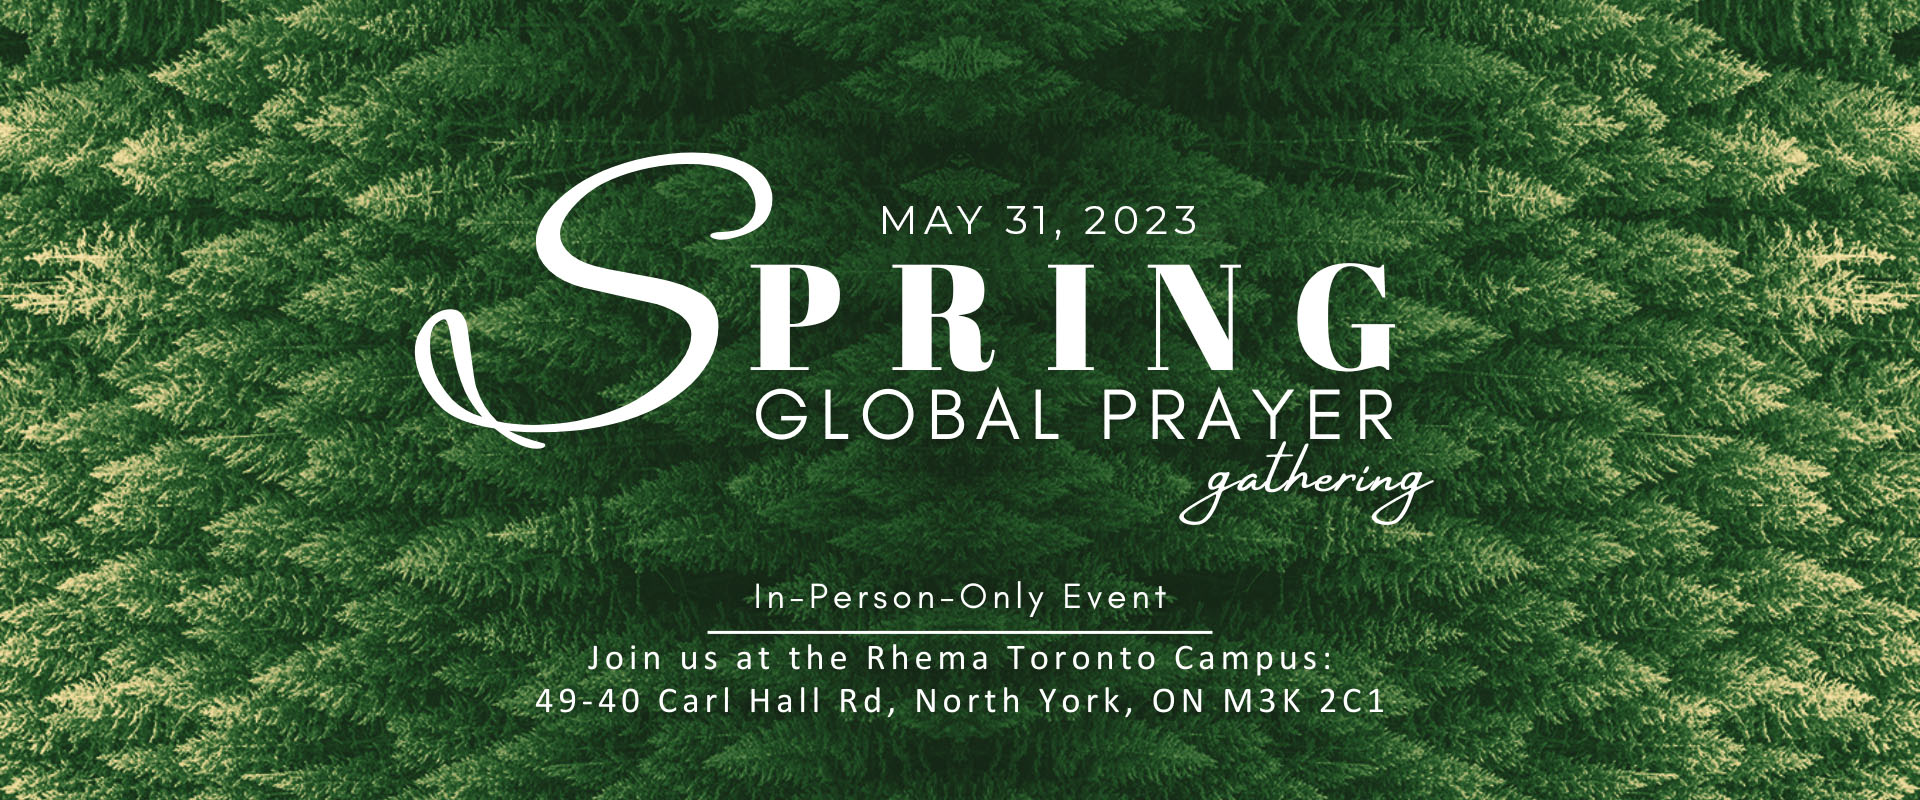 MAY 31, 2023
SPRING
GLOBAL PRAYER
gathering
In-Person-Only Event
Join us at the Rhema Toronto Campus:
49-40 Carl Hall Rd, North York, ON M3K 2C1